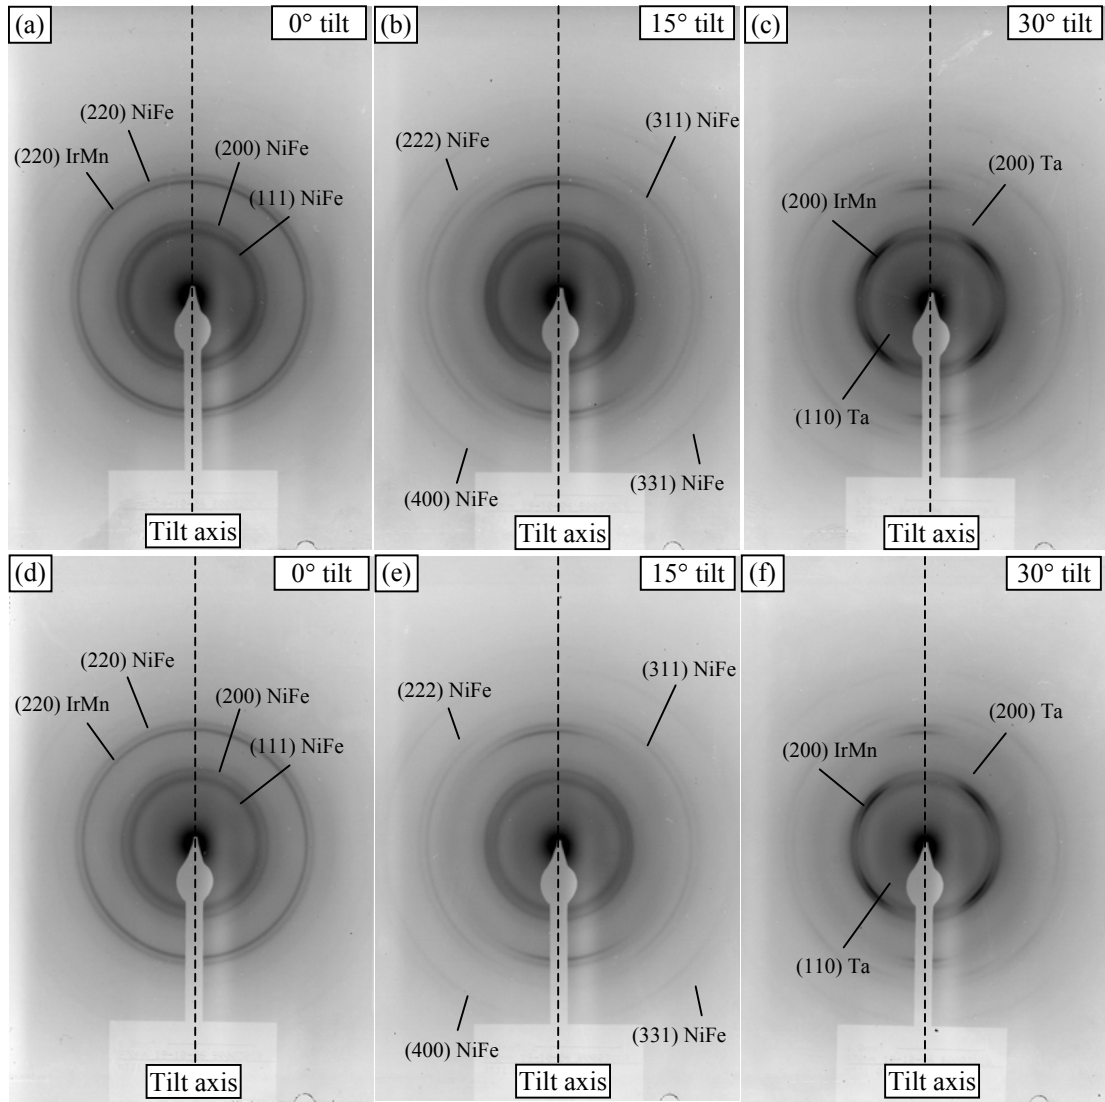 (a)
0° tilt
(220) NiFe
(220) IrMn
(200) NiFe
(111) NiFe
Tilt axis
(b)
15° tilt
(222) NiFe
(311) NiFe
(400) NiFe
(331) NiFe
Tilt axis
(c)
30° tilt
(200) Ta
(200) IrMn
(110) Ta
Tilt axis
(d)
0° tilt
(220) NiFe
(220) IrMn
(200) NiFe
(111) NiFe
Tilt axis
(e)
15° tilt
(222) NiFe
(311) NiFe
(400) NiFe
(331) NiFe
Tilt axis
(f)
30° tilt
(200) Ta
(200) IrMn
(110) Ta
Tilt axis